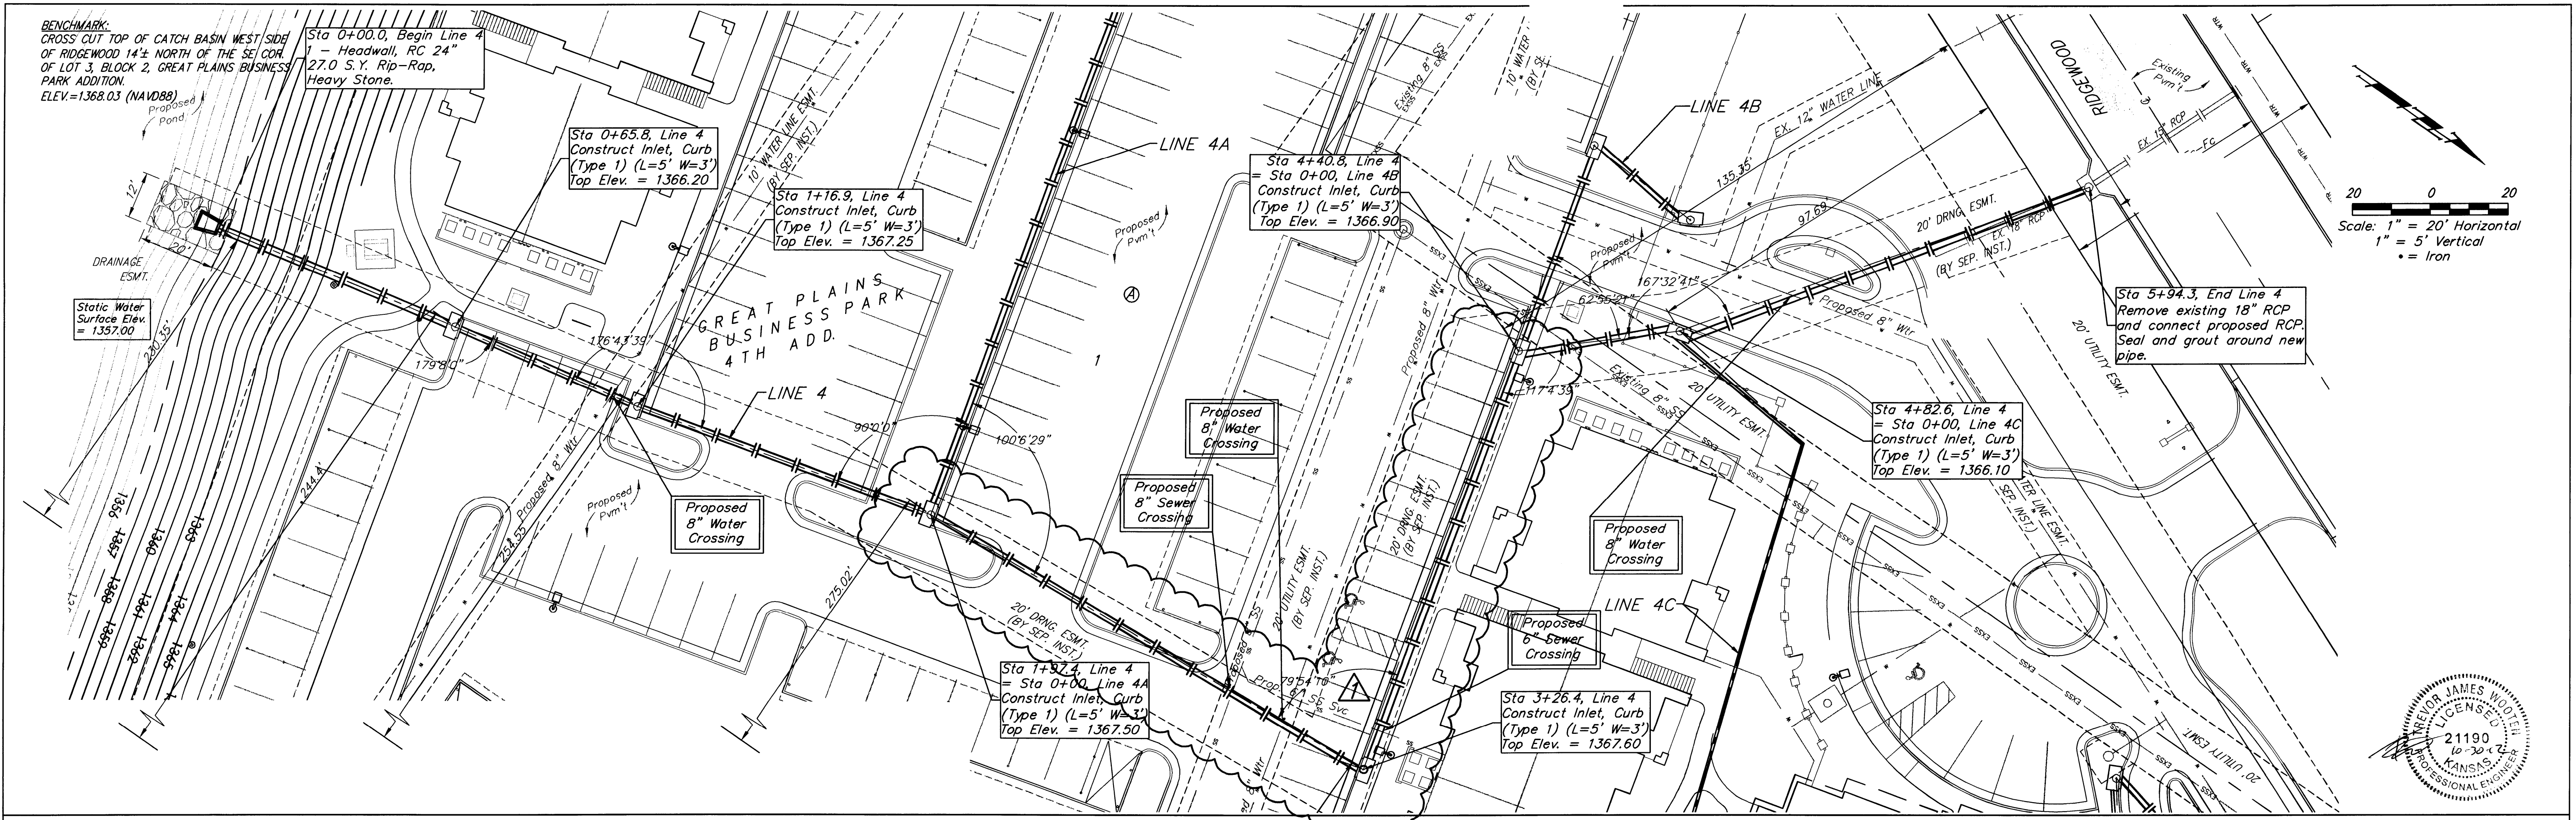 BENCHMARK:
CROSS CUT TOP OF CATCH BASIN WEST SIDE
OF RIDGEWOOD 14'± NORTH OF THE SE COR.
OF LOT 3, BLOCK 2, GREAT PLAINS BUSINESS
PARK ADDITION.
ELEV.=1368.03 (NAVD88)
Proposed
Pond
Sta 0+00.0, Begin Line 4
1 - Headwall, RC 24"
27.0 S.Y. Rip-Rap,
Heavy Stone.
12'
20'
DRAINAGE
ESMT.
Static Water
Surface Elev.
= 1357.00
230.35'
244.4'
254.55'
275.02'
1356
1357
1358
1359
1360
1361
1362
1363
1364
1365
Sta 0+65.8, Line 4
Construct Inlet, Curb
(Type 1) (L=5' W=3')
Top Elev. = 1366.20
10' WATER LINE ESMT.
(BY SEP. INST.)
Sta 1+16.9, Line 4
Construct Inlet, Curb
(Type 1) (L=5' W=3')
Top Elev. = 1367.25
179°8'0"
176°43'39"
90°0'0"
100°6'29"
GREAT PLAINS
BUSINESS PARK
4TH ADD.
LINE 4
LINE 4A
Proposed
Pvm't
A
1
Proposed 8" Wtr
Proposed
Pvm't
Proposed
8" Water
Crossing
20' DRNG. ESMT.
(BY SEP. INST.)
Sta 1+97.4, Line 4
= Sta 0+00, Line 4A
Construct Inlet, Curb
(Type 1) (L=5' W=3')
Top Elev. = 1367.50
Proposed
8" Sewer
Crossing
Proposed
8" Water
Crossing
20' UTILITY ESMT.
(BY SEP. INST.)
79°54'10"
1
Proposed 8" Wtr
20' DRNG. ESMT.
(BY SEP. INST.)
Existing 8" SS
EXSS
10' WATER
(BY SE
Sta 4+40.8, Line 4
= Sta 0+00, Line 4B
Construct Inlet, Curb
(Type 1) (L=5' W=3')
Top Elev. = 1366.90
LINE 4B
EX. 12" WATER LINE
135.35'
97.69
Proposed
Pvm't
62°55'21"
167°32'41"
117°4'39"
Existing 8" SS
20' UTILITY ESMT.
20' DRNG. ESMT.
EX. 18" RCP
(BY SEP. INST.)
Proposed 8" Wtr
RIDGEWOOD
Existing
Pvm't
EX. 15" RCP
Fc
WTR
20 0 20
Scale: 1" = 20' Horizontal
1" = 5' Vertical
• = Iron
Sta 5+94.3, End Line 4
Remove existing 18" RCP
and connect proposed RCP.
Seal and grout around new
pipe.
20' UTILITY ESMT.
Sta 4+82.6, Line 4
= Sta 0+00, Line 4C
Construct Inlet, Curb
(Type 1) (L=5' W=3')
Top Elev. = 1366.10
Proposed
8" Water
Crossing
LINE 4C
Proposed
6" Sewer
Crossing
Sta 3+26.4, Line 4
Construct Inlet, Curb
(Type 1) (L=5' W=3')
Top Elev. = 1367.60
20' UTILITY ESMT.
TREVOR JAMES WOOTEN
LICENSED
21190
KANSAS
PROFESSIONAL ENGINEER